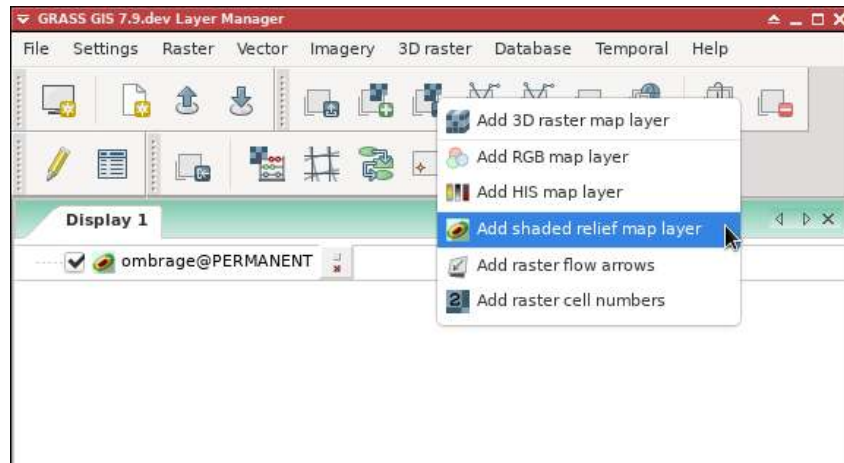 GRASS GIS 7.9.dev Layer Manager
File Settings Raster Vector Imagery 3D raster Database Temporal Help
Add 3D raster map layer
Add RGB map layer
Add HIS map layer
Display 1
Add shaded relief map layer
ombrage@PERMANENT
Add raster flow arrows
2 Add raster cell numbers